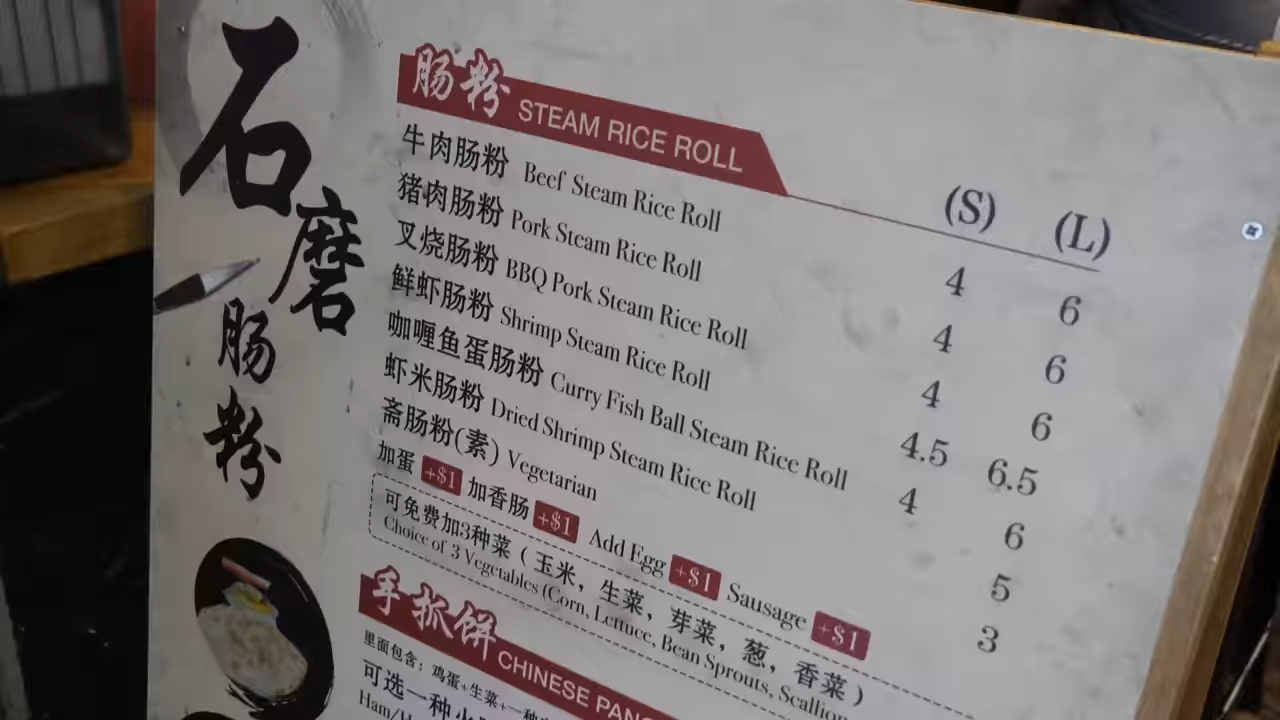 石磨肠粉
肠粉 STEAM RICE ROLL
(S) (L)
牛肉肠粉 Beef Steam Rice Roll 4 6
猪肉肠粉 Pork Steam Rice Roll 4 6
叉烧肠粉 BBQ Pork Steam Rice Roll 4 6
鲜虾肠粉 Shrimp Steam Rice Roll 4.5 6.5
咖喱鱼蛋肠粉 Curry Fish Ball Steam Rice Roll 4 6
虾米肠粉 Dried Shrimp Steam Rice Roll 5
斋肠粉(素) Vegetarian 3
加蛋 +$1 加香肠 +$1 Add Egg +$1 Sausage +$1
可免费加3种菜 ( 玉米, 生菜, 芽菜, 葱, 香菜 )
Choice of 3 Vegetables (Corn, Lettuce, Bean Sprouts, Scallion
手抓饼 CHINESE PANC
里面包含: 鸡蛋+生菜+一种
可选一种火